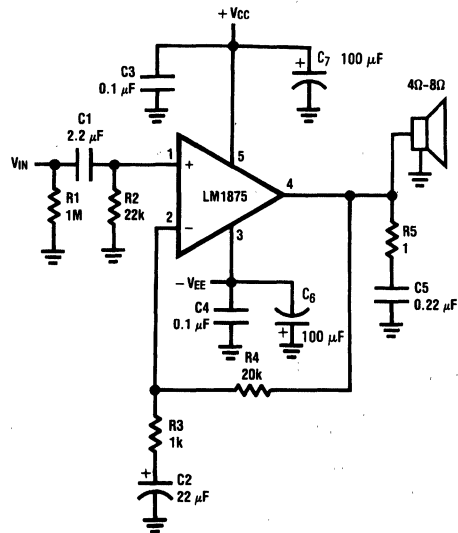 + VCC
C3
0.1 µF
+
C7 100 µF
4Ω-8Ω
C1
2.2 µF
VIN
1
+
5
R1
1M
R2
22k
LM1875
4
2
−
3
R5
1
− VEE
C4
0.1 µF
C6
+
100 µF
C5
0.22 µF
R4
20k
R3
1k
+
C2
22 µF